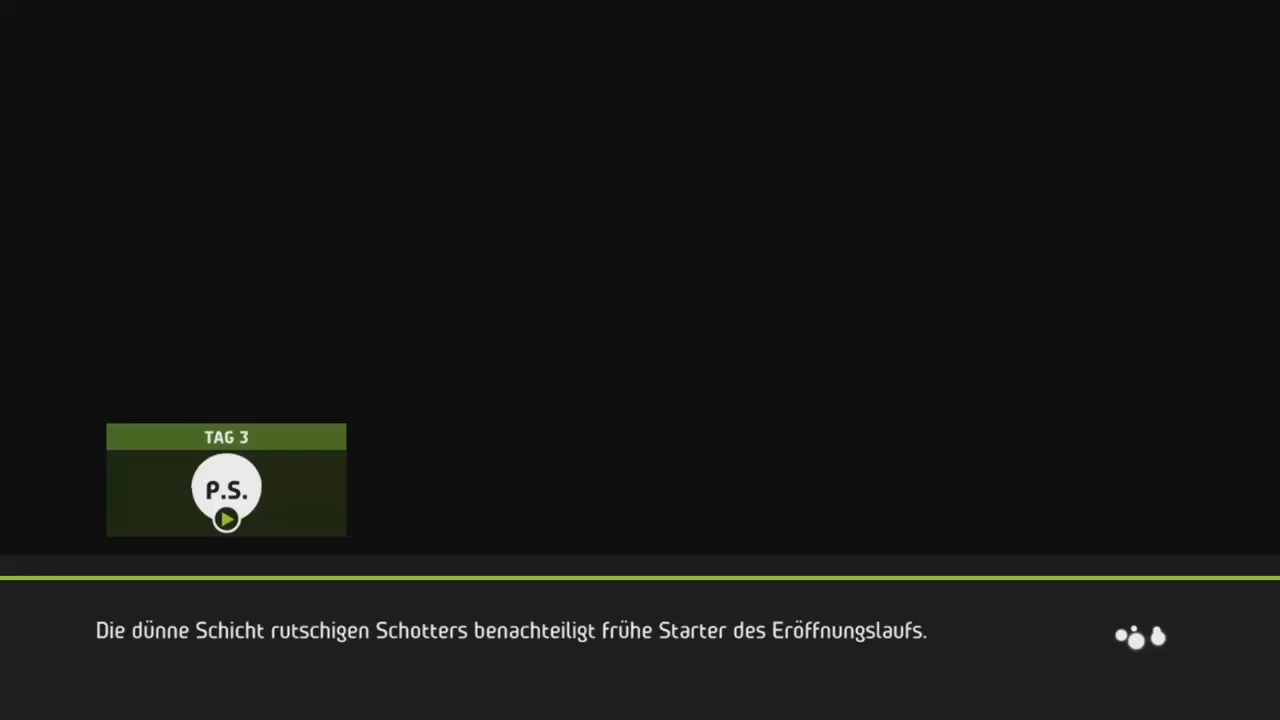 TAG 3
P.S.
Die dünne Schicht rutschigen Schotters benachteiligt frühe Starter des Eröffnungslaufs.